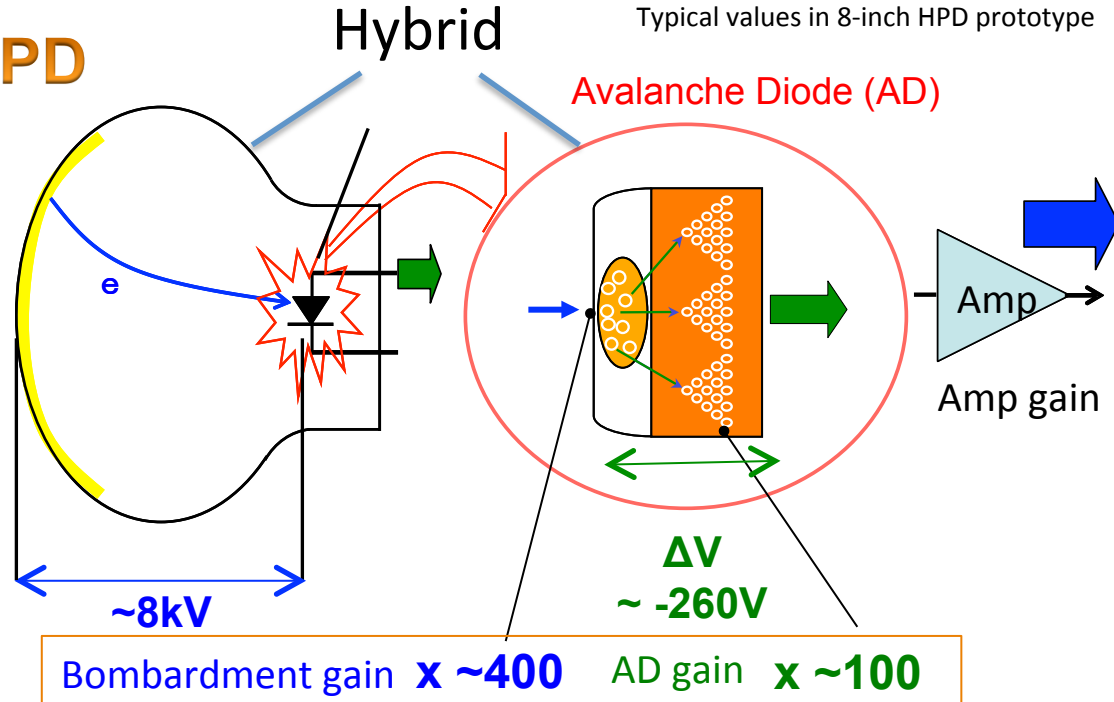 Typical values in 8-inch HPD prototype
PD
Hybrid
Avalanche Diode (AD)
e
Amp
Amp gain
~8kV
ΔV
~ -260V
Bombardment gain x ~400 AD gain x ~100